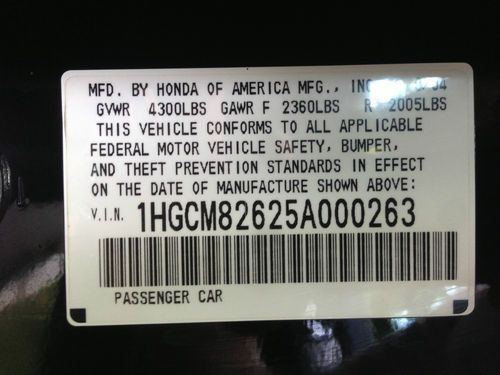 MFD. BY HONDA OF AMERICA MFG., INC.
GVWR 4300LBS GAWR F 2360LBS R 2005LBS
THIS VEHICLE CONFORMS TO ALL APPLICABLE
FEDERAL MOTOR VEHICLE SAFETY, BUMPER,
AND THEFT PREVENTION STANDARDS IN EFFECT
ON THE DATE OF MANUFACTURE SHOWN ABOVE:
V.I.N. 1HGCM82625A000263
PASSENGER CAR